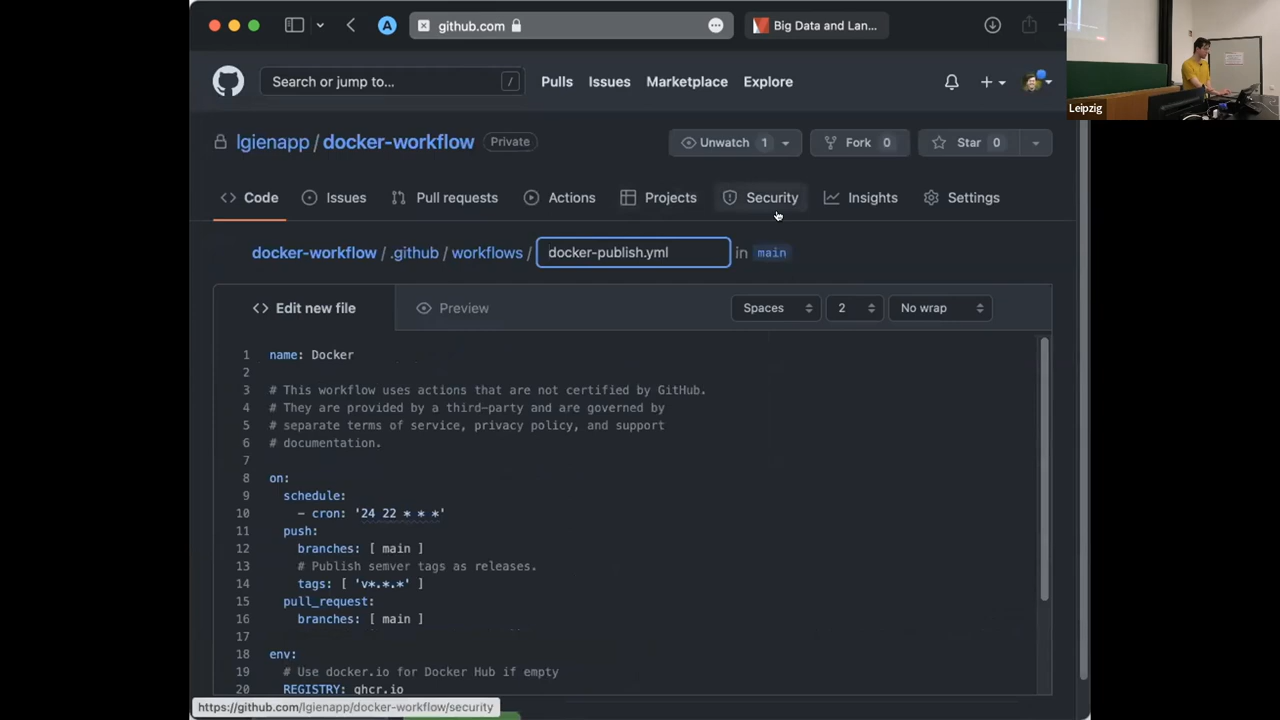 github.com
Big Data and Lan...
Search or jump to...
/
Pulls
Issues
Marketplace
Explore
Leipzig
lgienapp / docker-workflow
Private
Unwatch 1
Fork 0
Star 0
Code
Issues
Pull requests
Actions
Projects
Security
Insights
Settings
docker-workflow / .github / workflows / docker-publish.yml in main
Edit new file
Preview
Spaces
2
No wrap
1 name: Docker
2
3 # This workflow uses actions that are not certified by GitHub.
4 # They are provided by a third-party and are governed by
5 # separate terms of service, privacy policy, and support
6 # documentation.
7
8 on:
9 schedule:
10 - cron: '24 22 * * *'
11 push:
12 branches: [ main ]
13 # Publish semver tags as releases.
14 tags: [ 'v*.*.*' ]
15 pull_request:
16 branches: [ main ]
17
18 env:
19 # Use docker.io for Docker Hub if empty
20 REGISTRY: ghcr.io
https://github.com/lgienapp/docker-workflow/security